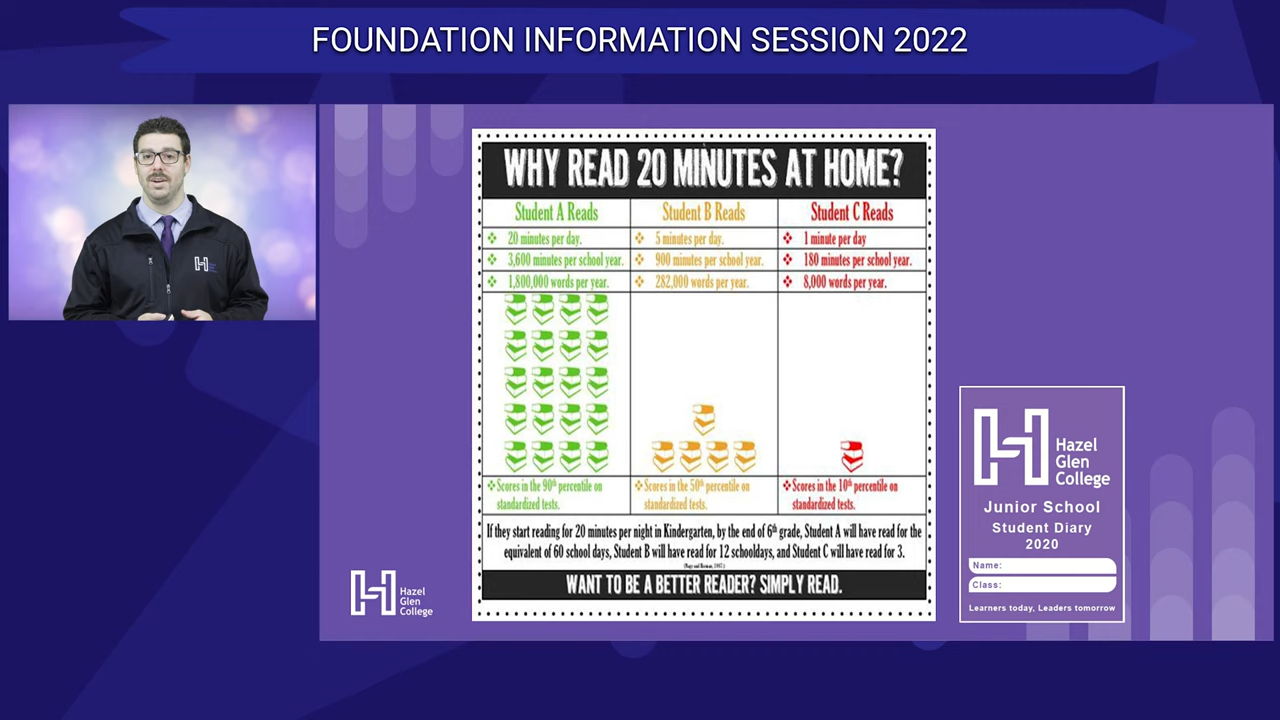 FOUNDATION INFORMATION SESSION 2022
WHY READ 20 MINUTES AT HOME?
Student A Reads
Student B Reads
Student C Reads
20 minutes per day.
5 minutes per day.
1 minute per day
3,600 minutes per school year.
900 minutes per school year.
180 minutes per school year.
1,800,000 words per year.
282,000 words per year.
8,000 words per year.
Scores in the 90th percentile on
standardized tests.
Scores in the 50th percentile on
standardized tests.
Scores in the 10th percentile on
standardized tests.
If they start reading for 20 minutes per night in Kindergarten, by the end of 6th grade, Student A will have read for the
equivalent of 60 school days, Student B will have read for 12 schooldays, and Student C will have read for 3.
WANT TO BE A BETTER READER? SIMPLY READ.
Hazel
Glen
College
Hazel
Glen
College
Junior School
Student Diary
2020
Name:
Class:
Learners today, Leaders tomorrow